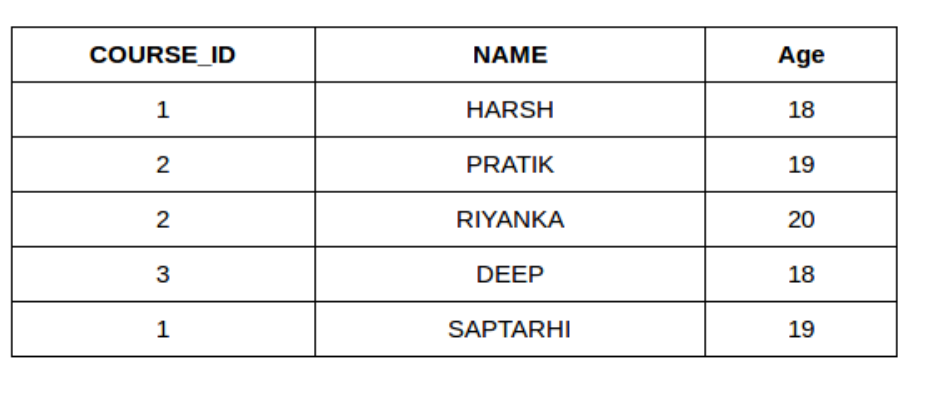 COURSE_ID NAME Age
1 HARSH 18
2 PRATIK 19
2 RIYANKA 20
3 DEEP 18
1 SAPTARHI 19